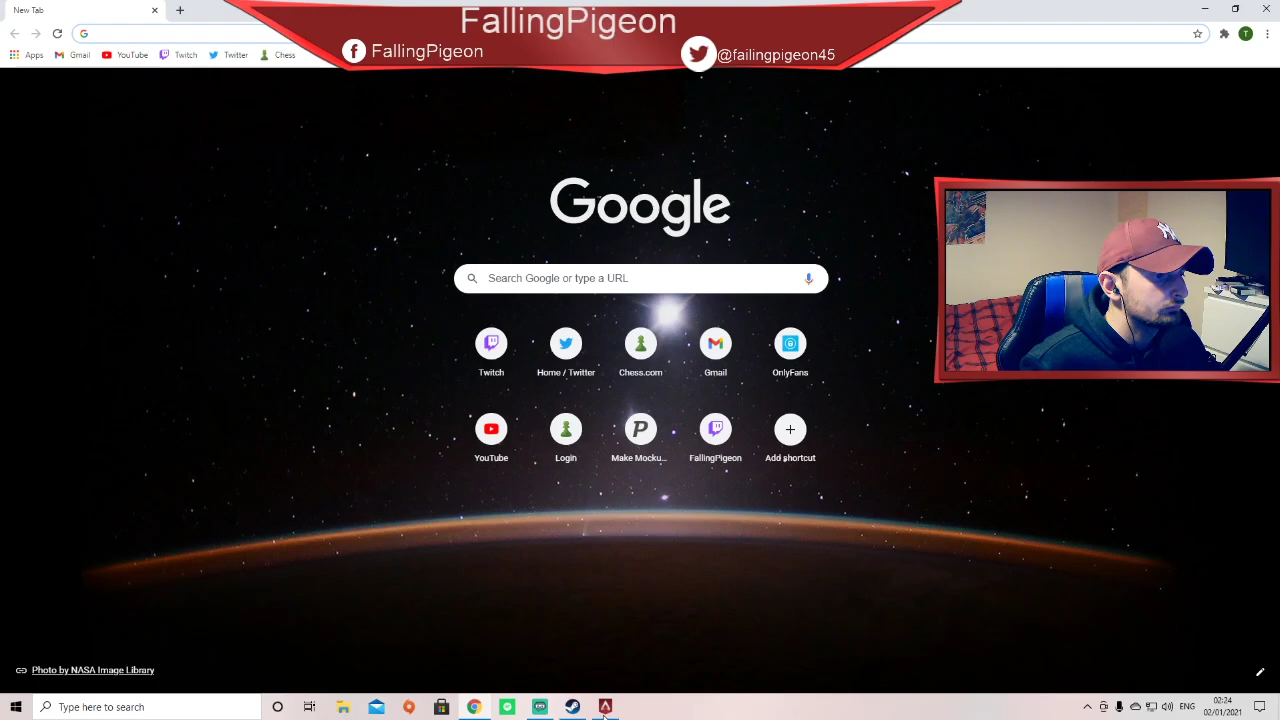 New Tab
FallingPigeon
FallingPigeon
@failingpigeon45
Apps
Gmail
YouTube
Twitch
Twitter
Chess
T
Google
Search Google or type a URL
Twitch
Home / Twitter
Chess.com
Gmail
OnlyFans
YouTube
Login
Make Mocku...
FallingPigeon
Add shortcut
Photo by NASA Image Library
Type here to search
ENG
02:24
02/01/2021